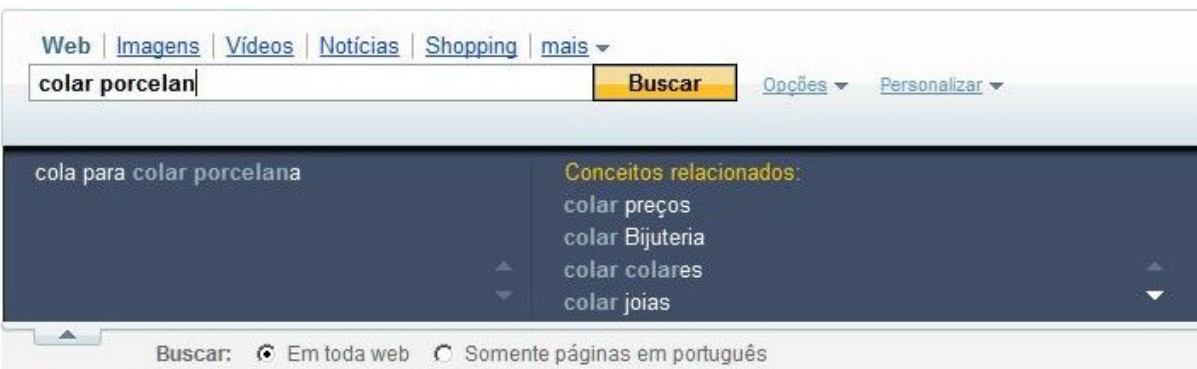 Web | Imagens | Vídeos | Notícias | Shopping | mais
colar porcelan Buscar Opções Personalizar
cola para colar porcelana
Conceitos relacionados:
colar preços
colar Bijuteria
colar colares
colar joias
Buscar: Em toda web Somente páginas em português